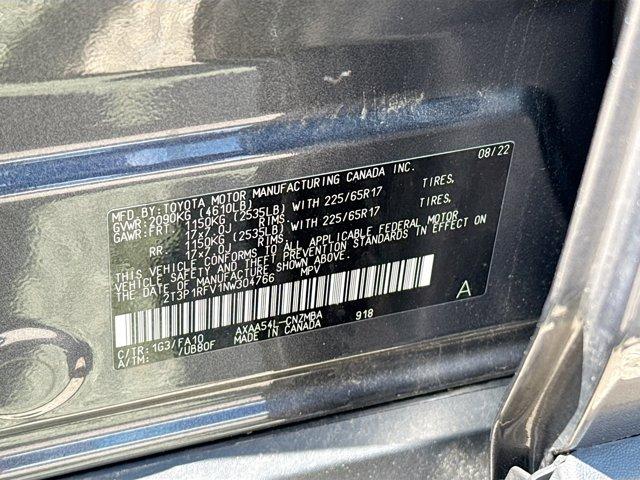 MFD. BY: TOYOTA MOTOR MANUFACTURING CANADA INC. 08/22
GVWR: 2090KG (4610LB)
GAWR: FRT. 1150KG (2535LB) WITH 225/65R17 TIRES,
17x7.0J RIMS,
RR. 1150KG (2535LB) WITH 225/65R17 TIRES,
17x7.0J RIMS,
THIS VEHICLE CONFORMS TO ALL APPLICABLE FEDERAL MOTOR
VEHICLE SAFETY AND THEFT PREVENTION STANDARDS IN EFFECT ON
THE DATE OF MANUFACTURE SHOWN ABOVE.
2T3P1RFV1NW304766 MPV
A
C/TR: 1G3/FA10 AXAA54L-CNZMBA 918
A/TM: /UB80F MADE IN CANADA